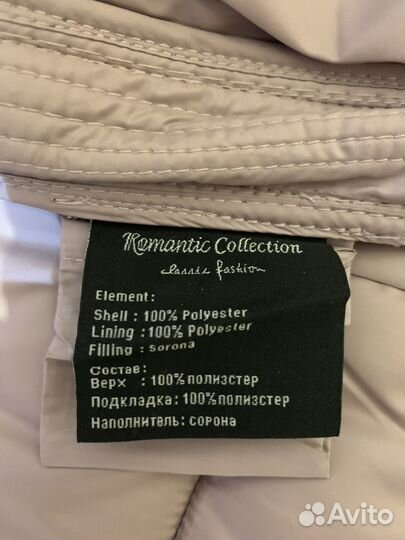 Romantic Collection
classic fashion
Element:
Shell : 100% Polyester
Lining : 100% Polyester
Filling : sorona
Состав:
Верх : 100% полиэстер
Подкладка: 100% полиэстер
Наполнитель: сорона
Avito